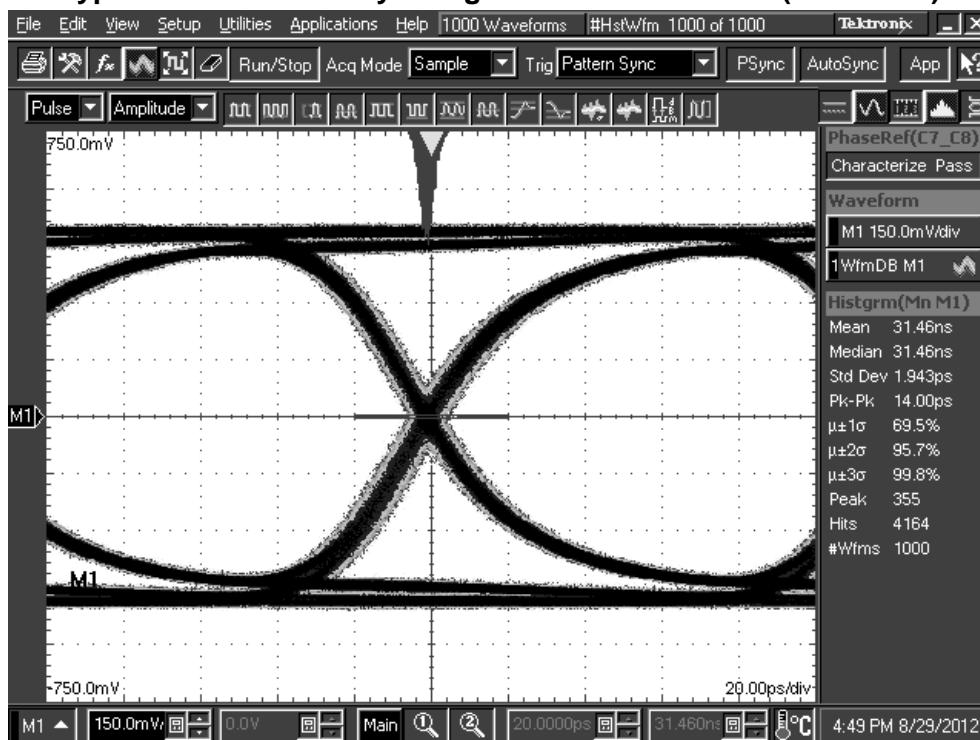 File Edit View Setup Utilities Applications Help 1000 Waveforms #HstWfm 1000 of 1000 Tektronix
Run/Stop Acq Mode Sample Trig Pattern Sync PSync AutoSync App
Pulse Amplitude
750.0mV
PhaseRef(C7_C8)
Characterize Pass
Waveform
M1 150.0mV/div
1WfmDB M1
Histgrm(Mn M1)
Mean 31.46ns
Median 31.46ns
Std Dev 1.943ps
Pk-Pk 14.00ps
µ±1σ 69.5%
µ±2σ 95.7%
µ±3σ 99.8%
Peak 355
Hits 4164
#Wfms 1000
M1
M1
-750.0mV 20.00ps/div
M1 150.0mV/ 0.0V Main 1 2 20.0000ps 31.460ns °C 4:49 PM 8/29/2012